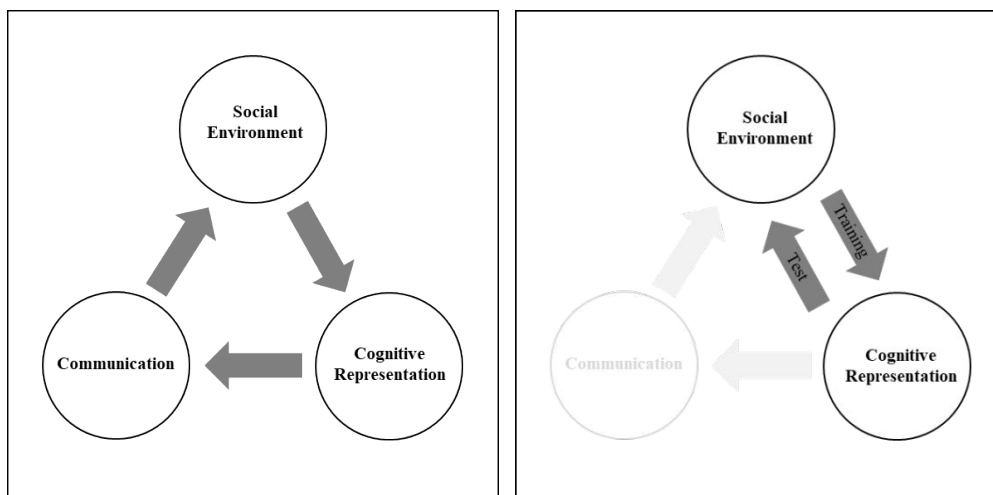 Social
Environment
Communication
Cognitive
Representation
Social
Environment
Training
Test
Communication
Cognitive
Representation